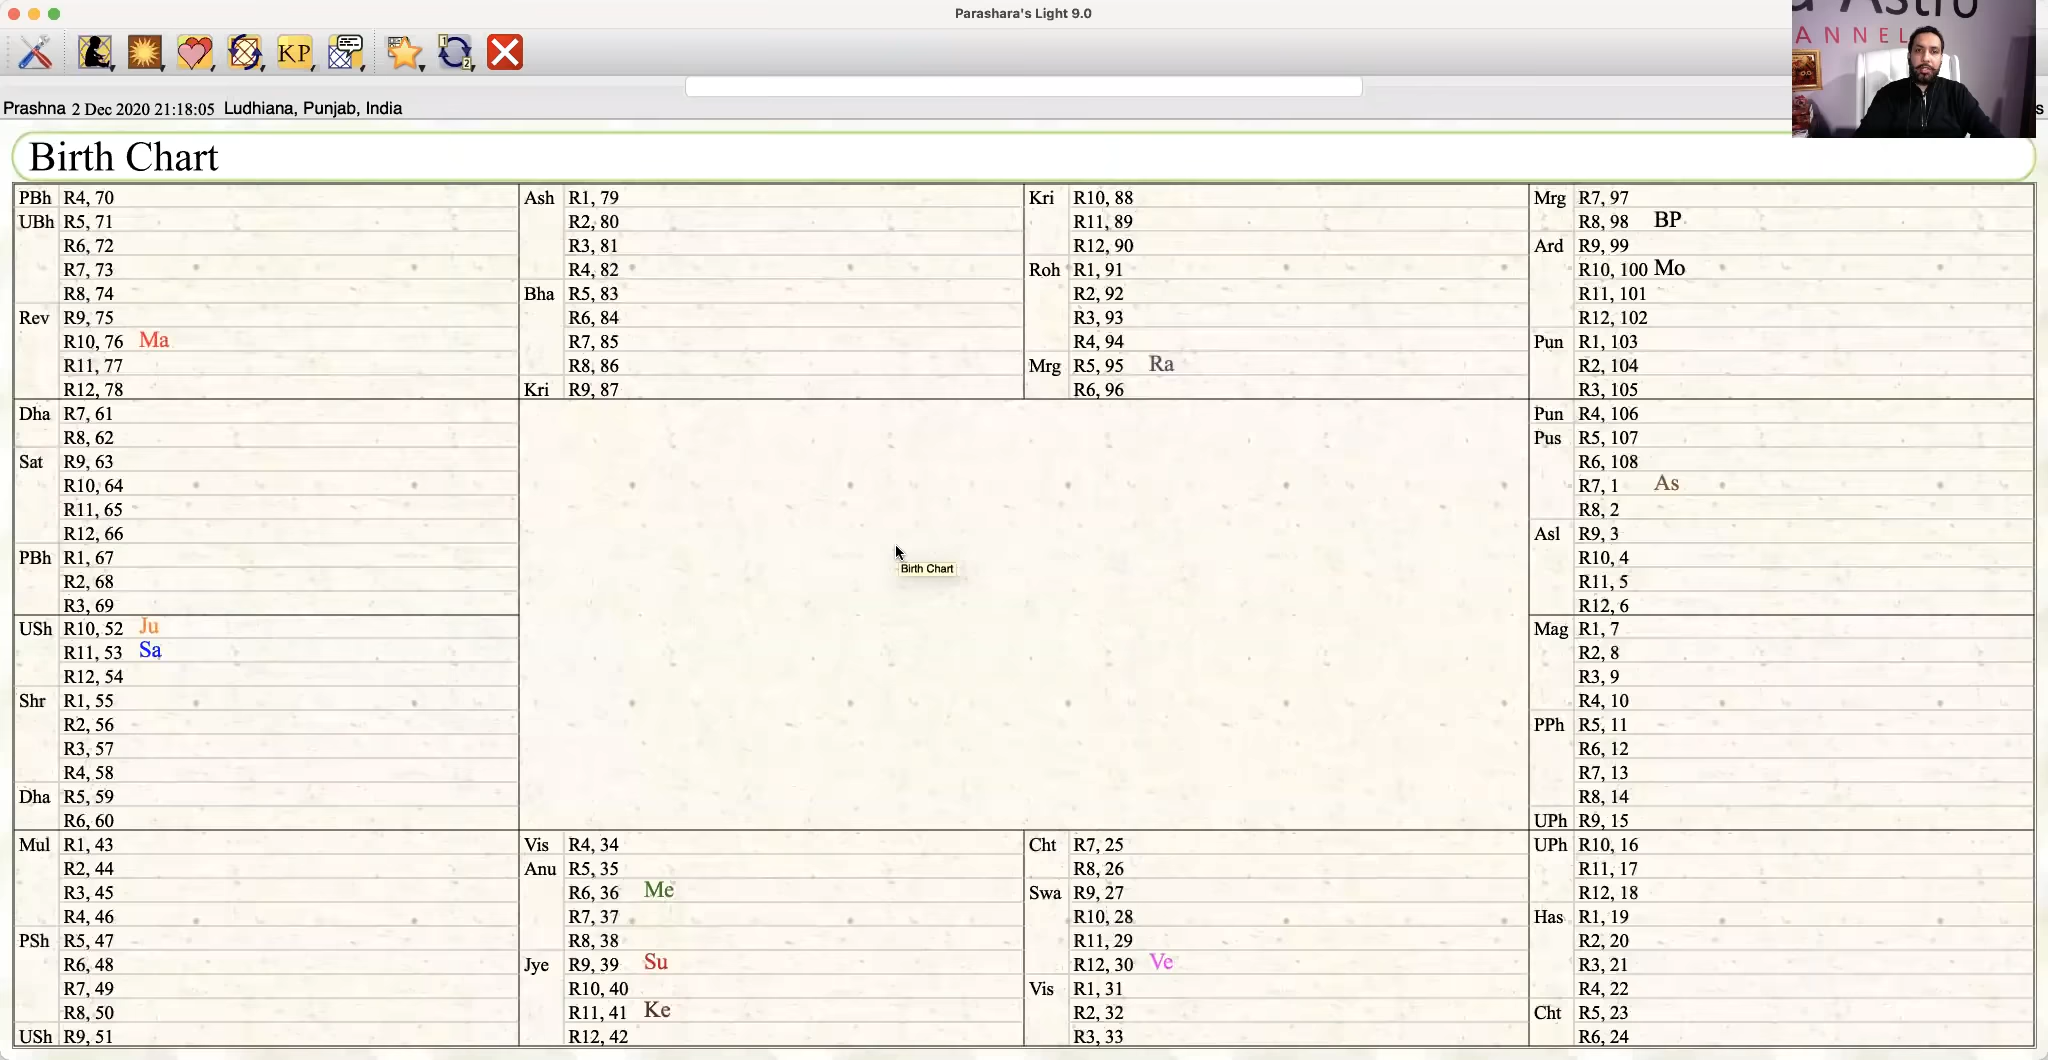 Parashara's Light 9.0
Astro
ANNEL
KP
Prashna 2 Dec 2020 21:18:05 Ludhiana, Punjab, India
Birth Chart
PBh R4, 70
UBh R5, 71
R6, 72
R7, 73
R8, 74
Rev R9, 75
R10, 76 Ma
R11, 77
R12, 78
Ash R1, 79
R2, 80
R3, 81
R4, 82
Bha R5, 83
R6, 84
R7, 85
R8, 86
Kri R9, 87
Kri R10, 88
R11, 89
R12, 90
Roh R1, 91
R2, 92
R3, 93
R4, 94
Mrg R5, 95 Ra
R6, 96
Mrg R7, 97
R8, 98 BP
Ard R9, 99
R10, 100 Mo
R11, 101
R12, 102
Pun R1, 103
R2, 104
R3, 105
Dha R7, 61
R8, 62
Sat R9, 63
R10, 64
R11, 65
R12, 66
PBh R1, 67
R2, 68
R3, 69
Pun R4, 106
Pus R5, 107
R6, 108
R7, 1 As
R8, 2
Asl R9, 3
R10, 4
R11, 5
R12, 6
Birth Chart
USh R10, 52 Ju
R11, 53 Sa
R12, 54
Shr R1, 55
R2, 56
R3, 57
R4, 58
Dha R5, 59
R6, 60
Mag R1, 7
R2, 8
R3, 9
R4, 10
PPh R5, 11
R6, 12
R7, 13
R8, 14
UPh R9, 15
Mul R1, 43
R2, 44
R3, 45
R4, 46
PSh R5, 47
R6, 48
R7, 49
R8, 50
USh R9, 51
Vis R4, 34
Anu R5, 35
R6, 36 Me
R7, 37
R8, 38
Jye R9, 39 Su
R10, 40
R11, 41 Ke
R12, 42
Cht R7, 25
R8, 26
Swa R9, 27
R10, 28
R11, 29
R12, 30 Ve
Vis R1, 31
R2, 32
R3, 33
UPh R10, 16
R11, 17
R12, 18
Has R1, 19
R2, 20
R3, 21
R4, 22
Cht R5, 23
R6, 24